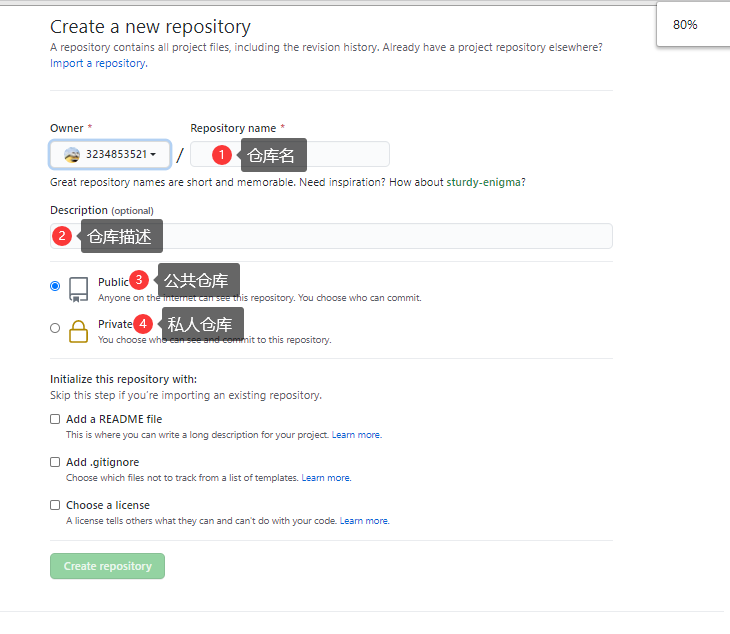 80%
Create a new repository
A repository contains all project files, including the revision history. Already have a project repository elsewhere?
Import a repository.
Owner * Repository name *
3234853521 / 1 仓库名
Great repository names are short and memorable. Need inspiration? How about sturdy-enigma?
Description (optional)
2 仓库描述
Public 3 公共仓库
Anyone on the internet can see this repository. You choose who can commit.
Private 4 私人仓库
You choose who can see and commit to this repository.
Initialize this repository with:
Skip this step if you're importing an existing repository.
Add a README file
This is where you can write a long description for your project. Learn more.
Add .gitignore
Choose which files not to track from a list of templates. Learn more.
Choose a license
A license tells others what they can and can't do with your code. Learn more.
Create repository